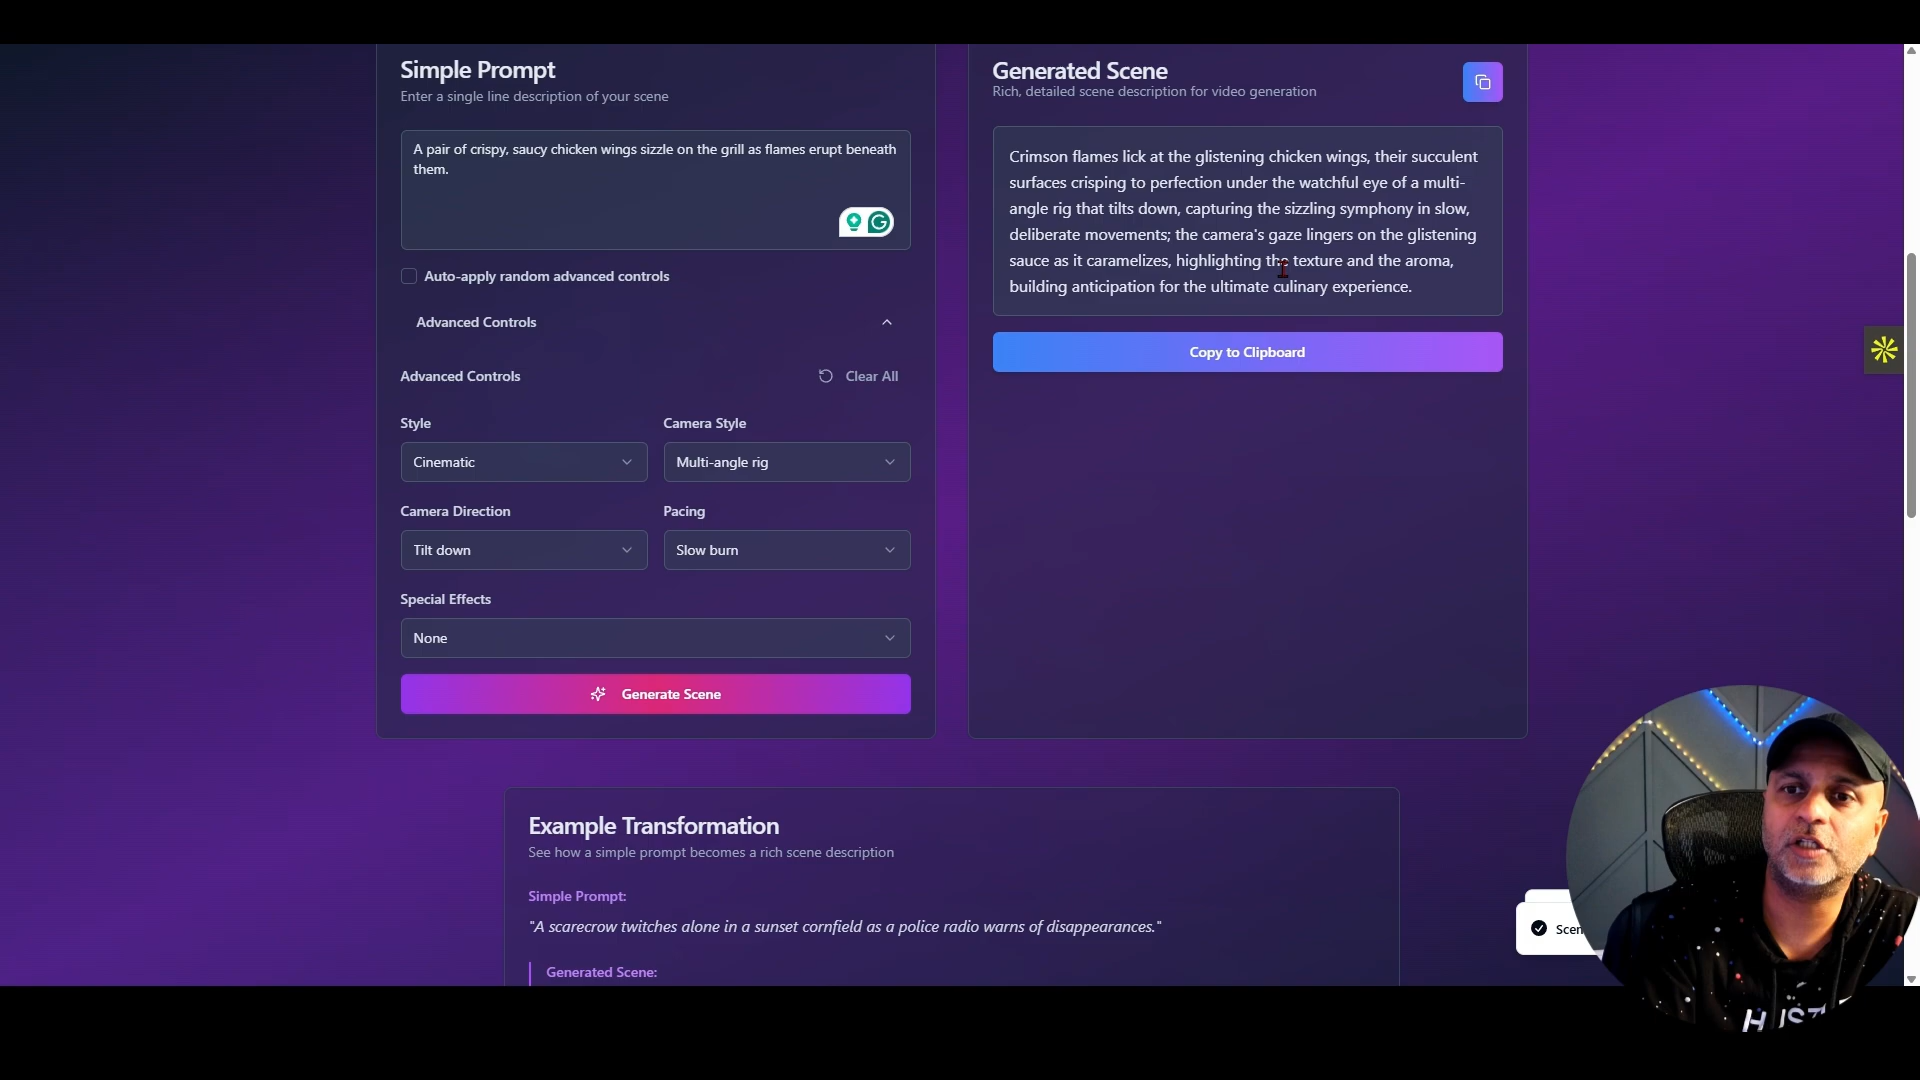 Simple Prompt
Enter a single line description of your scene
A pair of crispy, saucy chicken wings sizzle on the grill as flames erupt beneath
them.
Auto-apply random advanced controls
Advanced Controls
Advanced Controls
Clear All
Style
Camera Style
Cinematic
Multi-angle rig
Camera Direction
Pacing
Tilt down
Slow burn
Special Effects
None
Generate Scene
Generated Scene
Rich, detailed scene description for video generation
Crimson flames lick at the glistening chicken wings, their succulent
surfaces crisping to perfection under the watchful eye of a multi-
angle rig that tilts down, capturing the sizzling symphony in slow,
deliberate movements; the camera's gaze lingers on the glistening
sauce as it caramelizes, highlighting the texture and the aroma,
building anticipation for the ultimate culinary experience.
Copy to Clipboard
Example Transformation
See how a simple prompt becomes a rich scene description
Simple Prompt:
"A scarecrow twitches alone in a sunset cornfield as a police radio warns of disappearances."
Generated Scene: